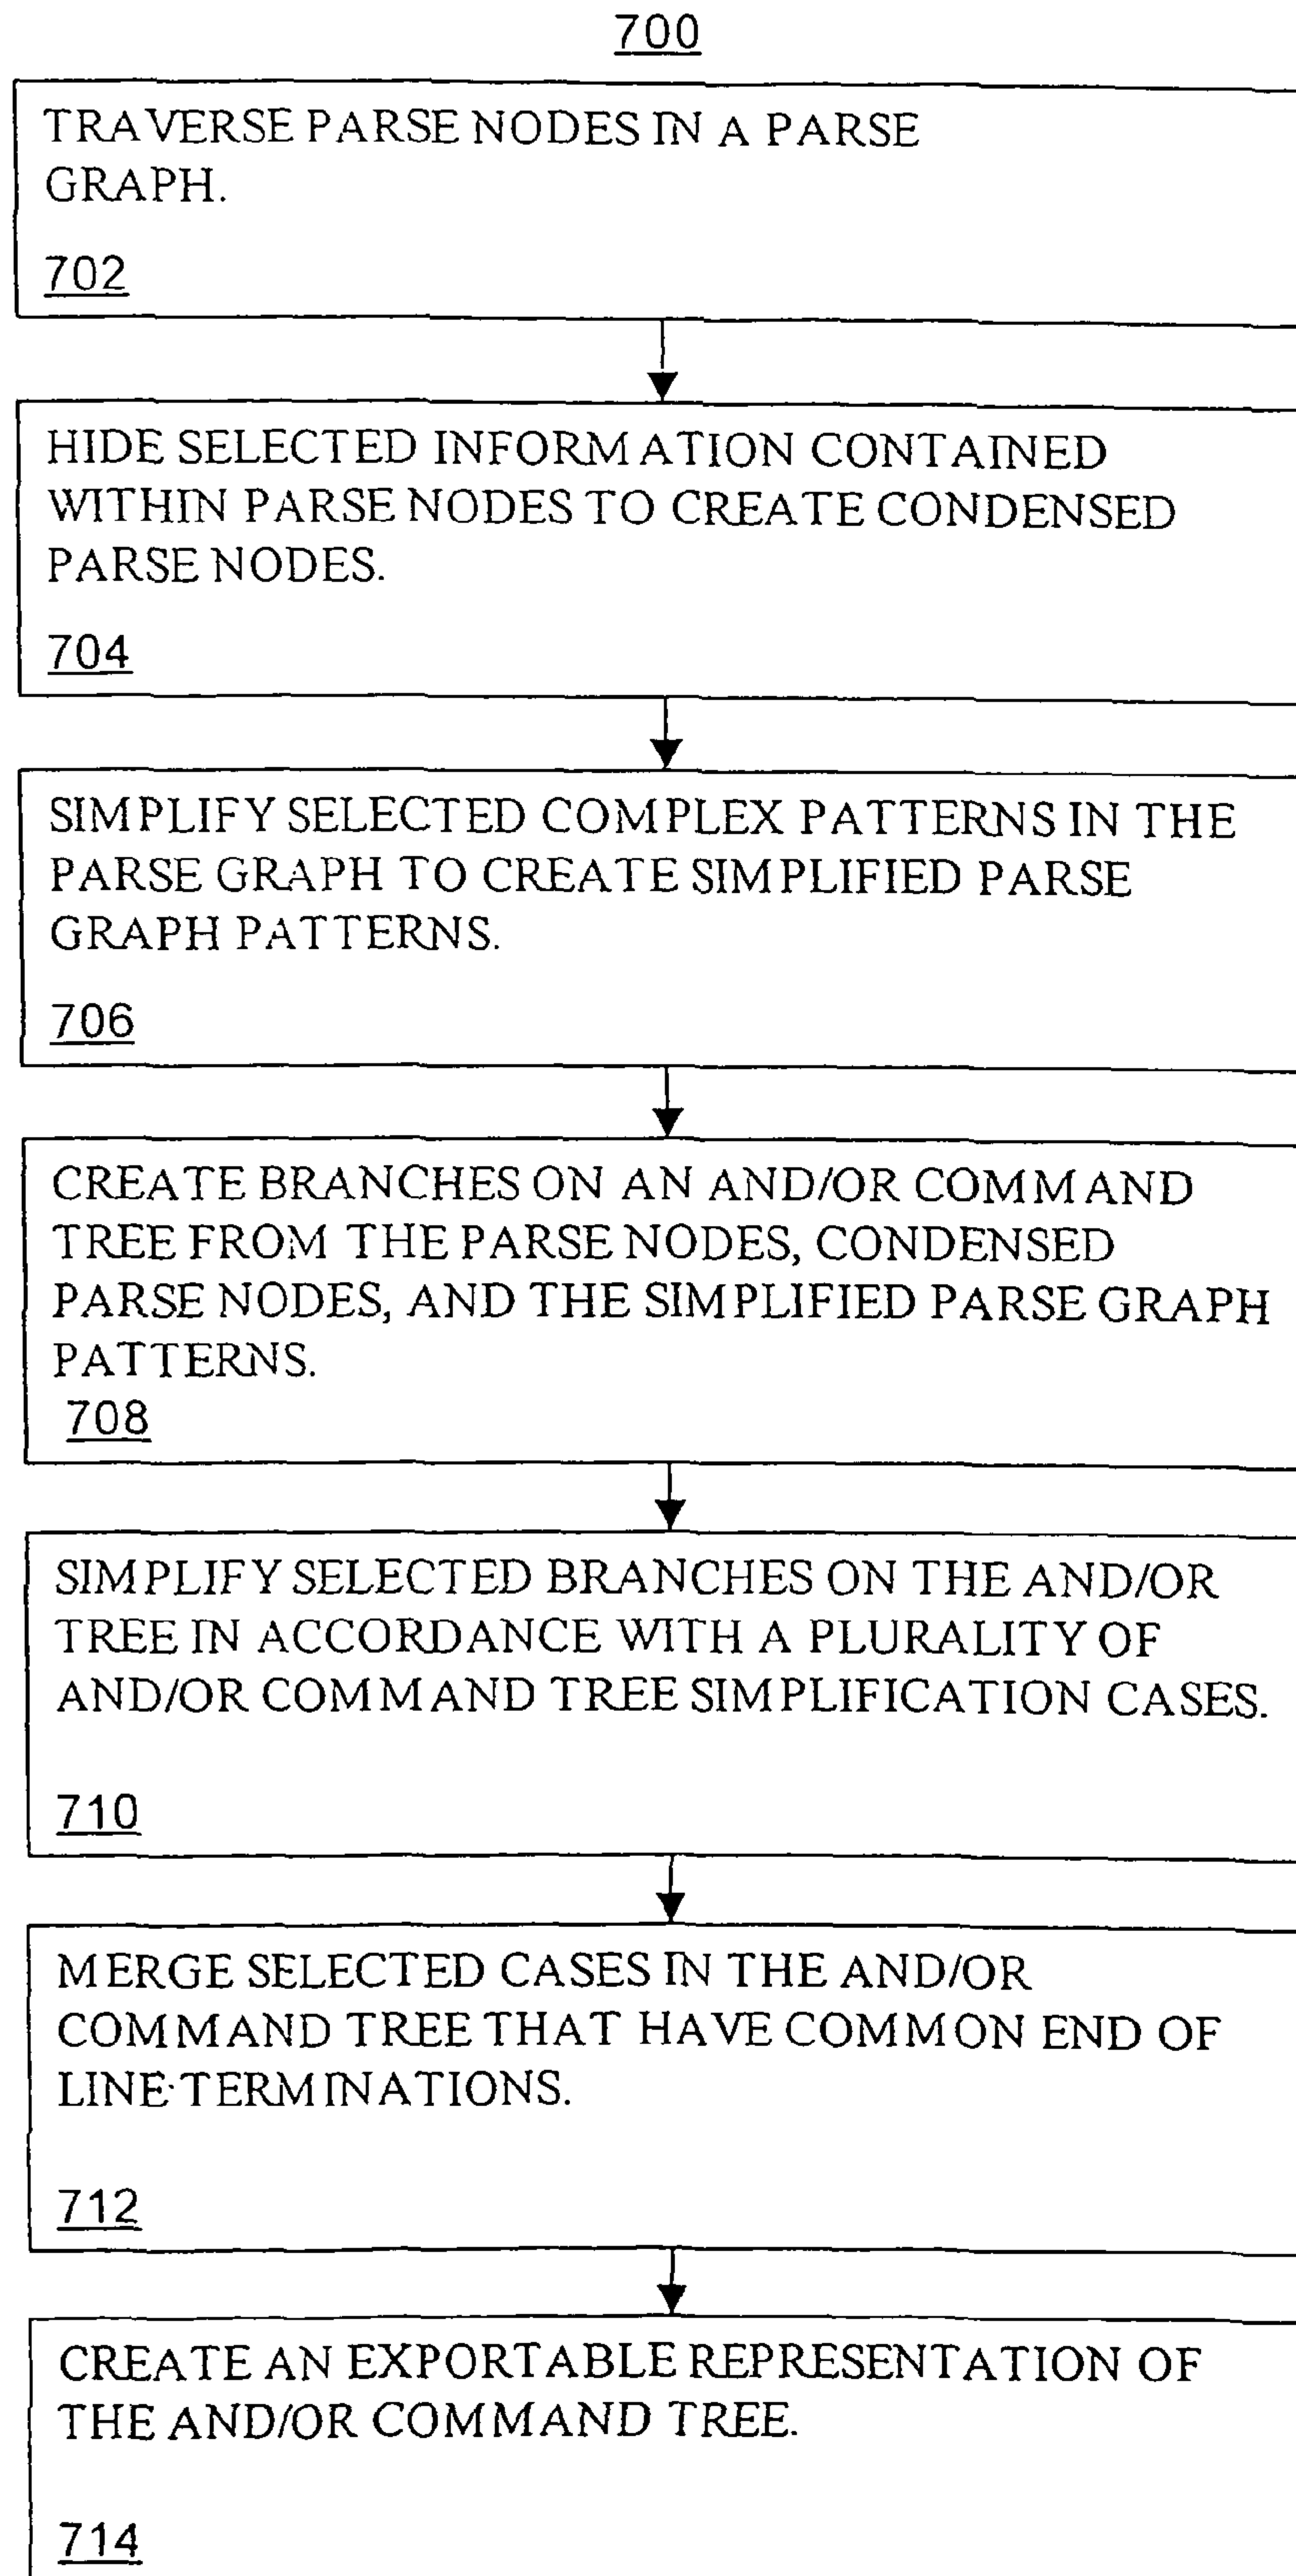 700
TRAVERSE PARSE NODES IN A PARSE
GRAPH.
702
HIDE SELECTED INFORMATION CONTAINED
WITHIN PARSE NODES TO CREATE CONDENSED
PARSE NODES.
704
SIMPLIFY SELECTED COMPLEX PATTERNS IN THE
PARSE GRAPH TO CREATE SIMPLIFIED PARSE
GRAPH PATTERNS.
706
CREATE BRANCHES ON AN AND/OR COMMAND
TREE FROM THE PARSE NODES, CONDENSED
PARSE NODES, AND THE SIMPLIFIED PARSE GRAPH
PATTERNS.
708
SIMPLIFY SELECTED BRANCHES ON THE AND/OR
TREE IN ACCORDANCE WITH A PLURALITY OF
AND/OR COMMAND TREE SIMPLIFICATION CASES.
710
MERGE SELECTED CASES IN THE AND/OR
COMMAND TREE THAT HAVE COMMON END OF
LINE TERMINATIONS.
712
CREATE AN EXPORTABLE REPRESENTATION OF
THE AND/OR COMMAND TREE.
714